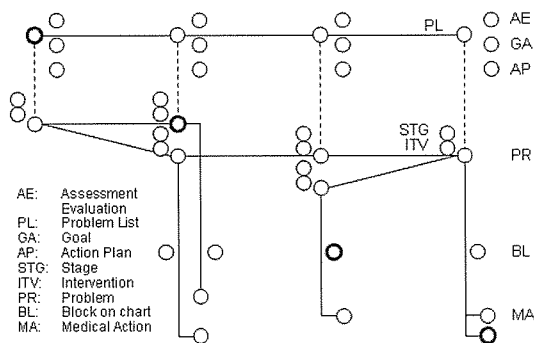 AE
PL
GA
AP
STG
ITV
PR
AE: Assessment
Evaluation
PL: Problem List
GA: Goal
AP: Action Plan
STG: Stage
ITV: Intervention
PR: Problem
BL: Block on chart
MA: Medical Action
BL
MA